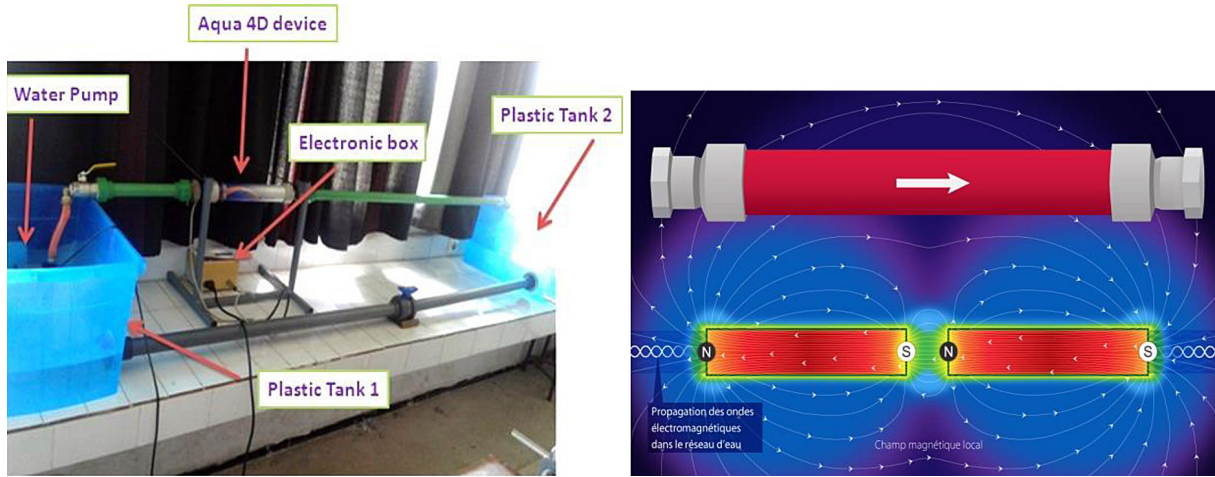 Aqua 4D device
Water Pump
Plastic Tank 2
Electronic box
Plastic Tank 1
N
S
N
S
Propagation des ondes
électromagnétiques
dans le réseau d'eau
Champ magnétique local